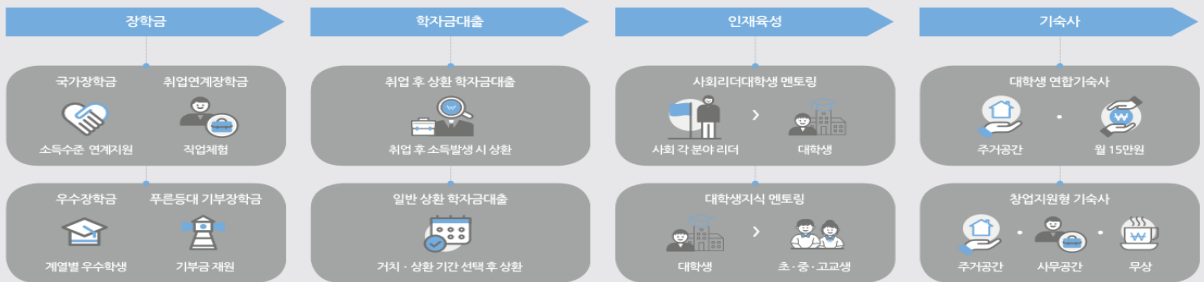 장학금
국가장학금 취업연계장학금
소득수준 연계지원 직업체험
우수장학금 푸른등대 기부장학금
계열별 우수학생 기부금 재원
학자금대출
취업 후 상환 학자금대출
₩
취업 후 소득발생 시 상환
일반 상환 학자금대출
거치 · 상환 기간 선택 후 상환
인재육성
사회리더대학생 멘토링
사회 각 분야 리더 대학생
대학생지식 멘토링
대학생 초 · 중 · 고교생
기숙사
대학생 연합기숙사
₩
주거공간 월 15만원
창업지원형 기숙사
₩
주거공간 사무공간 무상